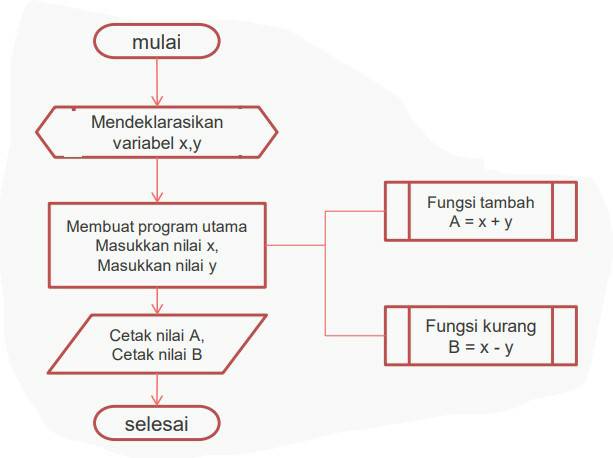 mulai
Mendeklarasikan
variabel x,y
Membuat program utama
Masukkan nilai x,
Masukkan nilai y
Fungsi tambah
A = x + y
Fungsi kurang
B = x - y
Cetak nilai A,
Cetak nilai B
selesai